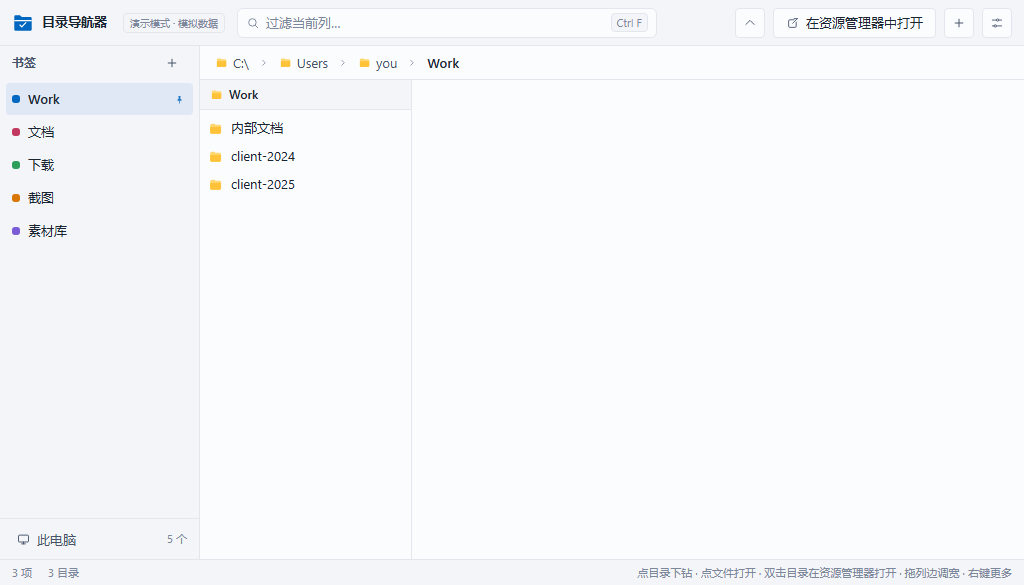 目录导航器
演示模式 · 模拟数据
过滤当前列...
Ctrl F
在资源管理器中打开
书签
C:\ › Users › you › Work
Work
Work
文档
下载
截图
素材库
内部文档
client-2024
client-2025
此电脑
5 个
3 项 3 目录
点目录下钻 · 点文件打开 · 双击目录在资源管理器打开 · 拖列边调宽 · 右键更多